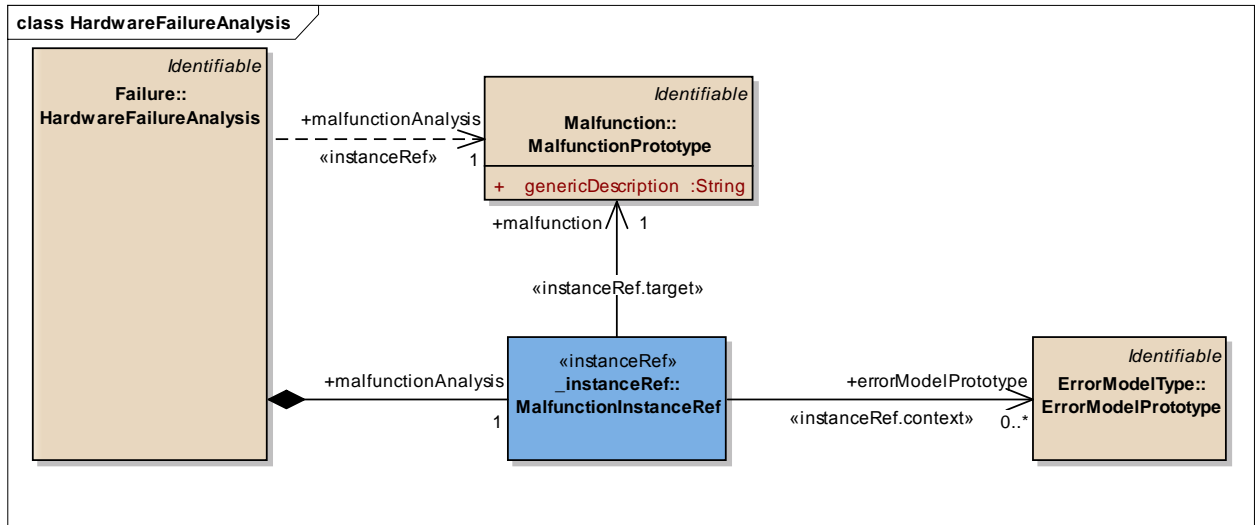 class HardwareFailureAnalysis
Identifiable
Failure::
HardwareFailureAnalysis
+malfunctionAnalysis
«instanceRef»
1
Identifiable
Malfunction::
MalfunctionPrototype
+ genericDescription :String
+malfunction
1
«instanceRef.target»
+malfunctionAnalysis
1
«instanceRef»
_instanceRef::
MalfunctionInstanceRef
+errorModelPrototype
«instanceRef.context»
0..*
Identifiable
ErrorModelType::
ErrorModelPrototype